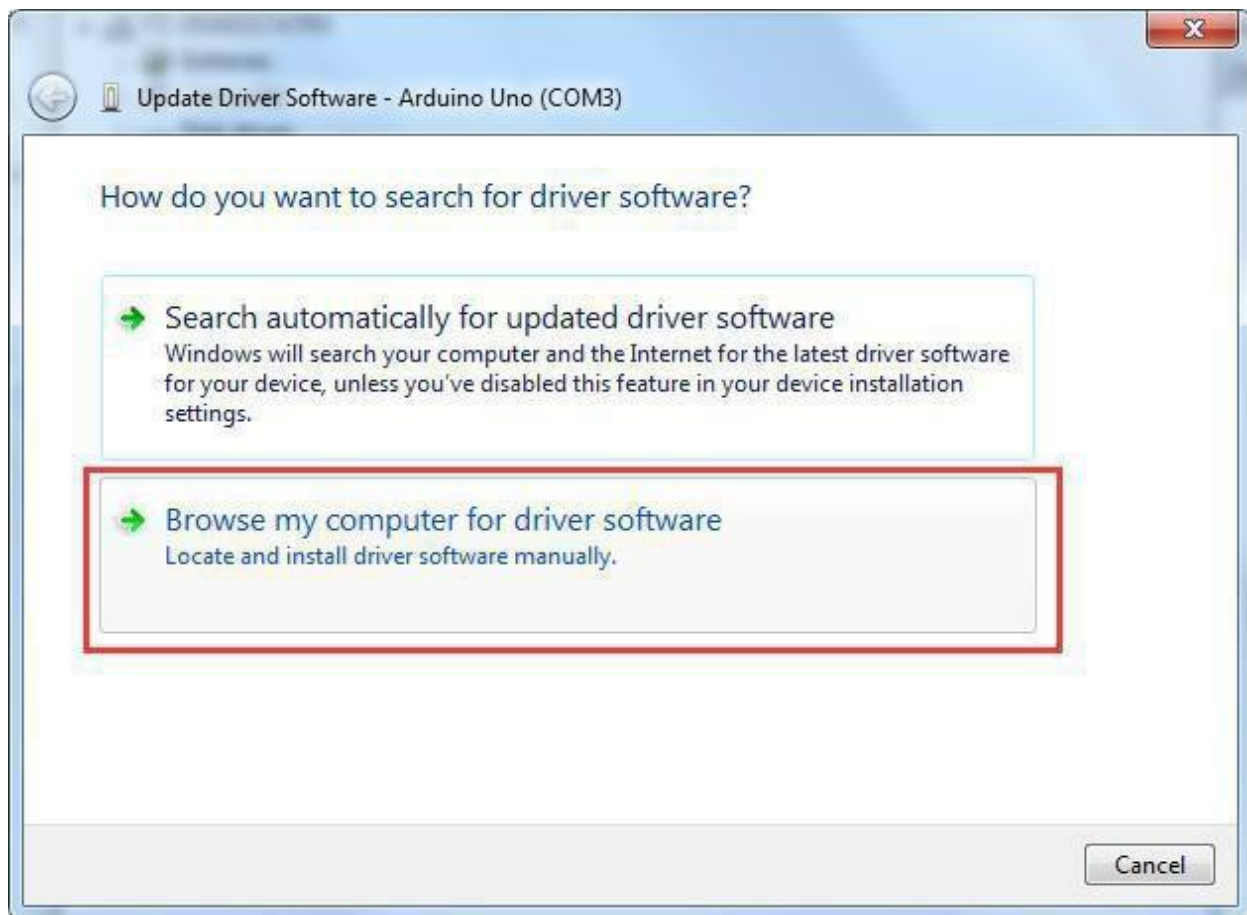 Update Driver Software - Arduino Uno (COM3)
How do you want to search for driver software?
Search automatically for updated driver software
Windows will search your computer and the Internet for the latest driver software
for your device, unless you've disabled this feature in your device installation
settings.
Browse my computer for driver software
Locate and install driver software manually.
Cancel